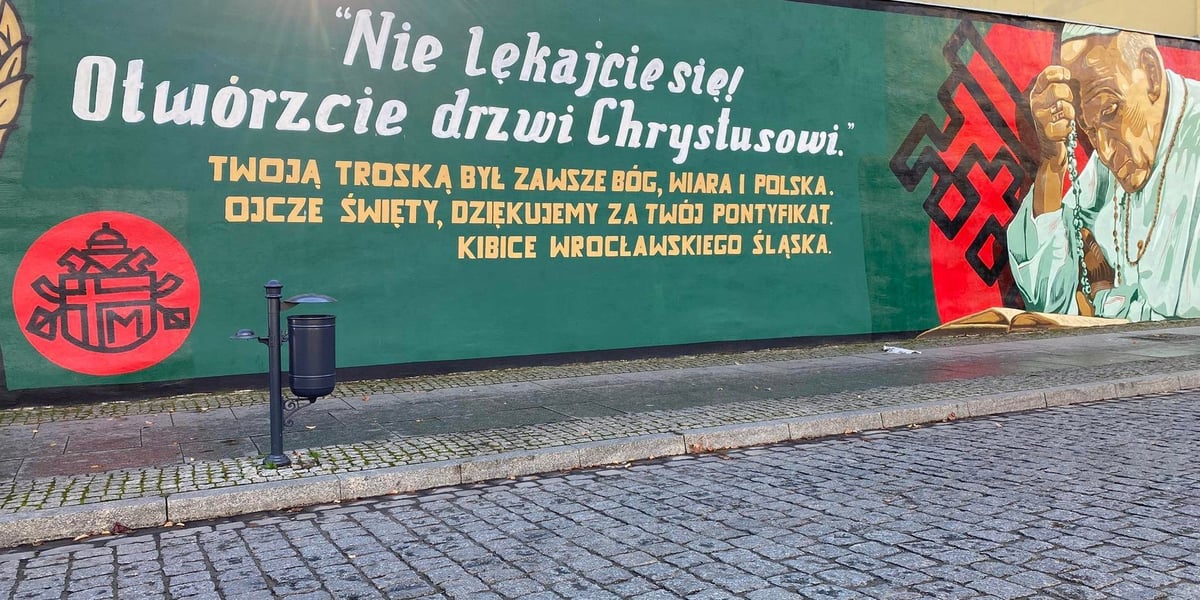 “Nie lękajcie się!
Otwórzcie drzwi Chrystusowi.”
TWOJĄ TROSKĄ BYŁ ZAWSZE BÓG, WIARA I POLSKA.
OJCZE ŚWIĘTY, DZIĘKUJEMY ZA TWÓJ PONTYFIKAT.
KIBICE WROCŁAWSKIEGO ŚLĄSKA.
M